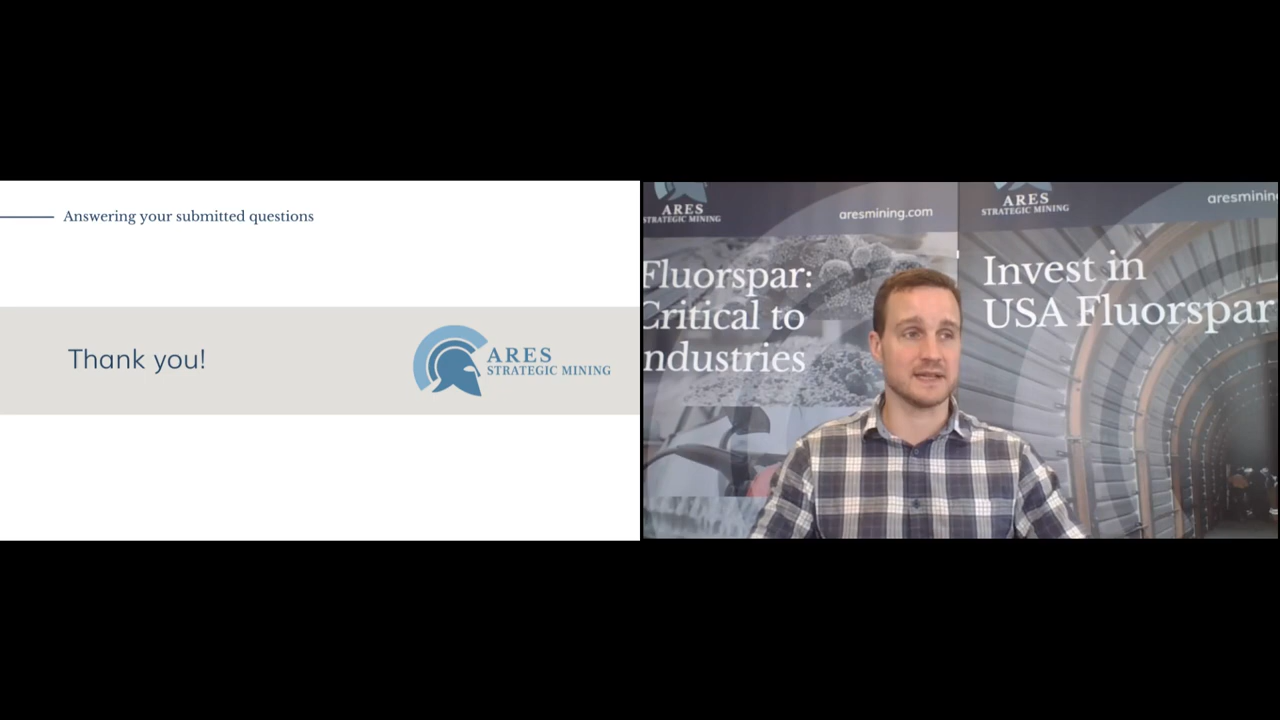 Answering your submitted questions
Thank you!
ARES
STRATEGIC MINING
ARES
STRATEGIC MINING
aresmining.com
Fluorspar:
Critical to
ndustries
ARES
STRATEGIC MINING
aresminin
Invest in
USA Fluorspar